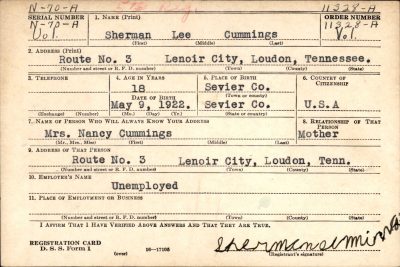 N-70-A 11328-A
SERIAL NUMBER 1. NAME (Print) ORDER NUMBER
N-70-A 11328-A
Vol. Sherman Lee Cummings Vol.
(First) (Middle) (Last)
2. ADDRESS (Print)
Route No. 3 Lenoir City, Loudon, Tennessee.
(Number and street or R. F. D. number) (Town) (County) (State)
3. TELEPHONE 4. AGE IN YEARS 5. PLACE OF BIRTH 6. COUNTRY OF CITIZENSHIP
18 Sevier Co.
DATE OF BIRTH (Town or county)
May 9, 1922. Sevier Co. U.S.A
(Exchange) (Number) (Mo.) (Day) (Yr.) (State or country)
7. NAME OF PERSON WHO WILL ALWAYS KNOW YOUR ADDRESS 8. RELATIONSHIP OF THAT PERSON
Mrs. Nancy Cummings Mother
(Mr., Mrs., Miss) (First) (Middle) (Last)
9. ADDRESS OF THAT PERSON
Route No. 3 Lenoir City, Loudon, Tenn.
(Number and street or R. F. D. number) (Town) (County) (State)
10. EMPLOYER'S NAME
Unemployed
11. PLACE OF EMPLOYMENT OR BUSINESS
(Number and street or R. F. D. number) (Town) (County) (State)
I AFFIRM THAT I HAVE VERIFIED ABOVE ANSWERS AND THAT THEY ARE TRUE.
REGISTRATION CARD
D. S. S. Form 1 (over) 16—17105 (Registrant's signature)